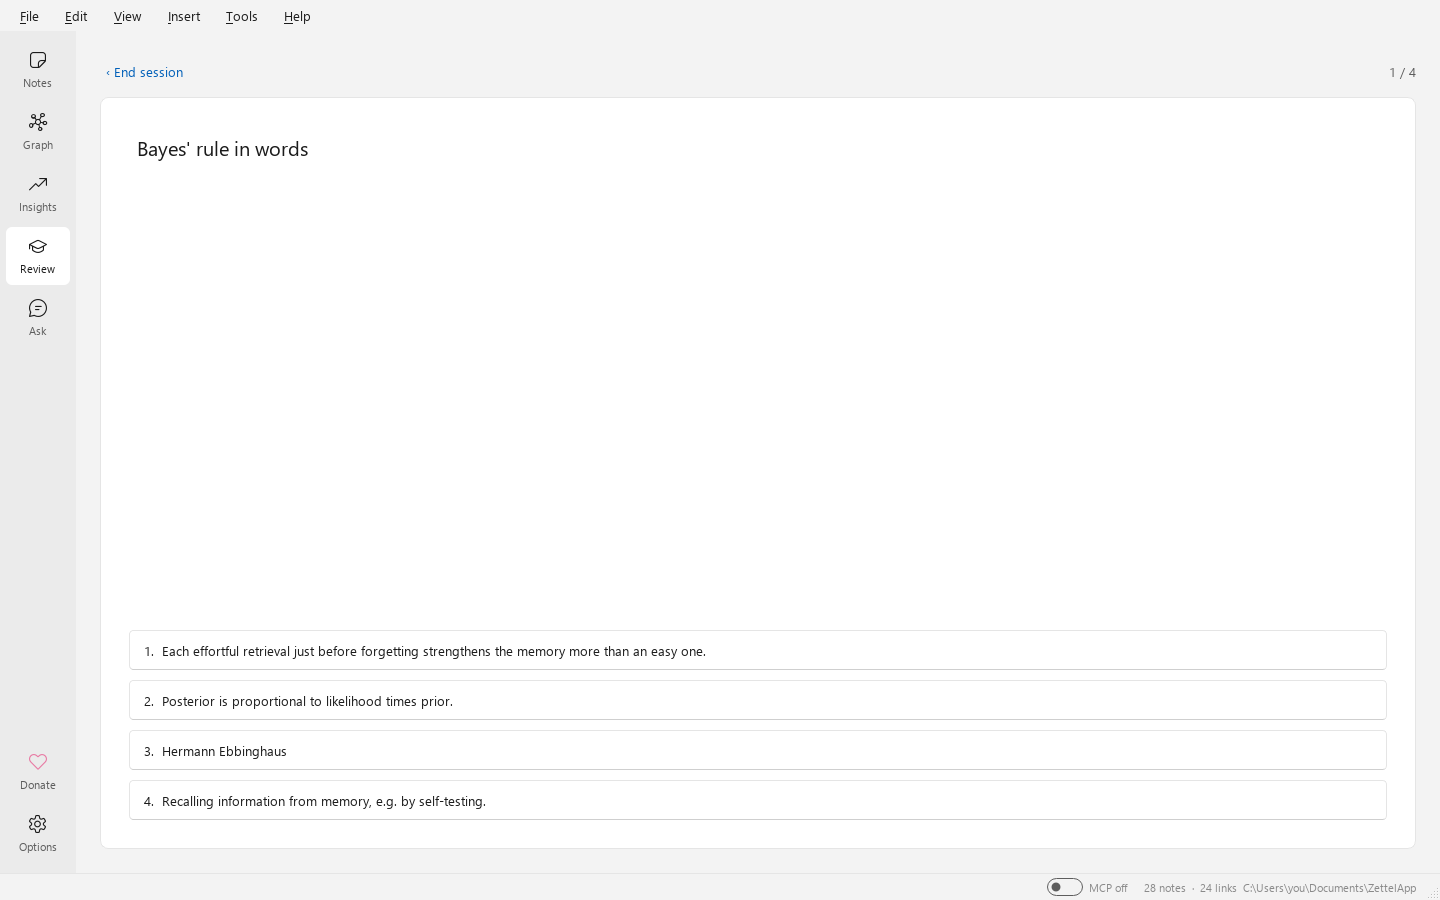 File Edit View Insert Tools Help
Notes
Graph
Insights
Review
Ask
Donate
Options
‹ End session
1 / 4
Bayes' rule in words
1. Each effortful retrieval just before forgetting strengthens the memory more than an easy one.
2. Posterior is proportional to likelihood times prior.
3. Hermann Ebbinghaus
4. Recalling information from memory, e.g. by self-testing.
MCP off 28 notes · 24 links C:\Users\you\Documents\ZettelApp